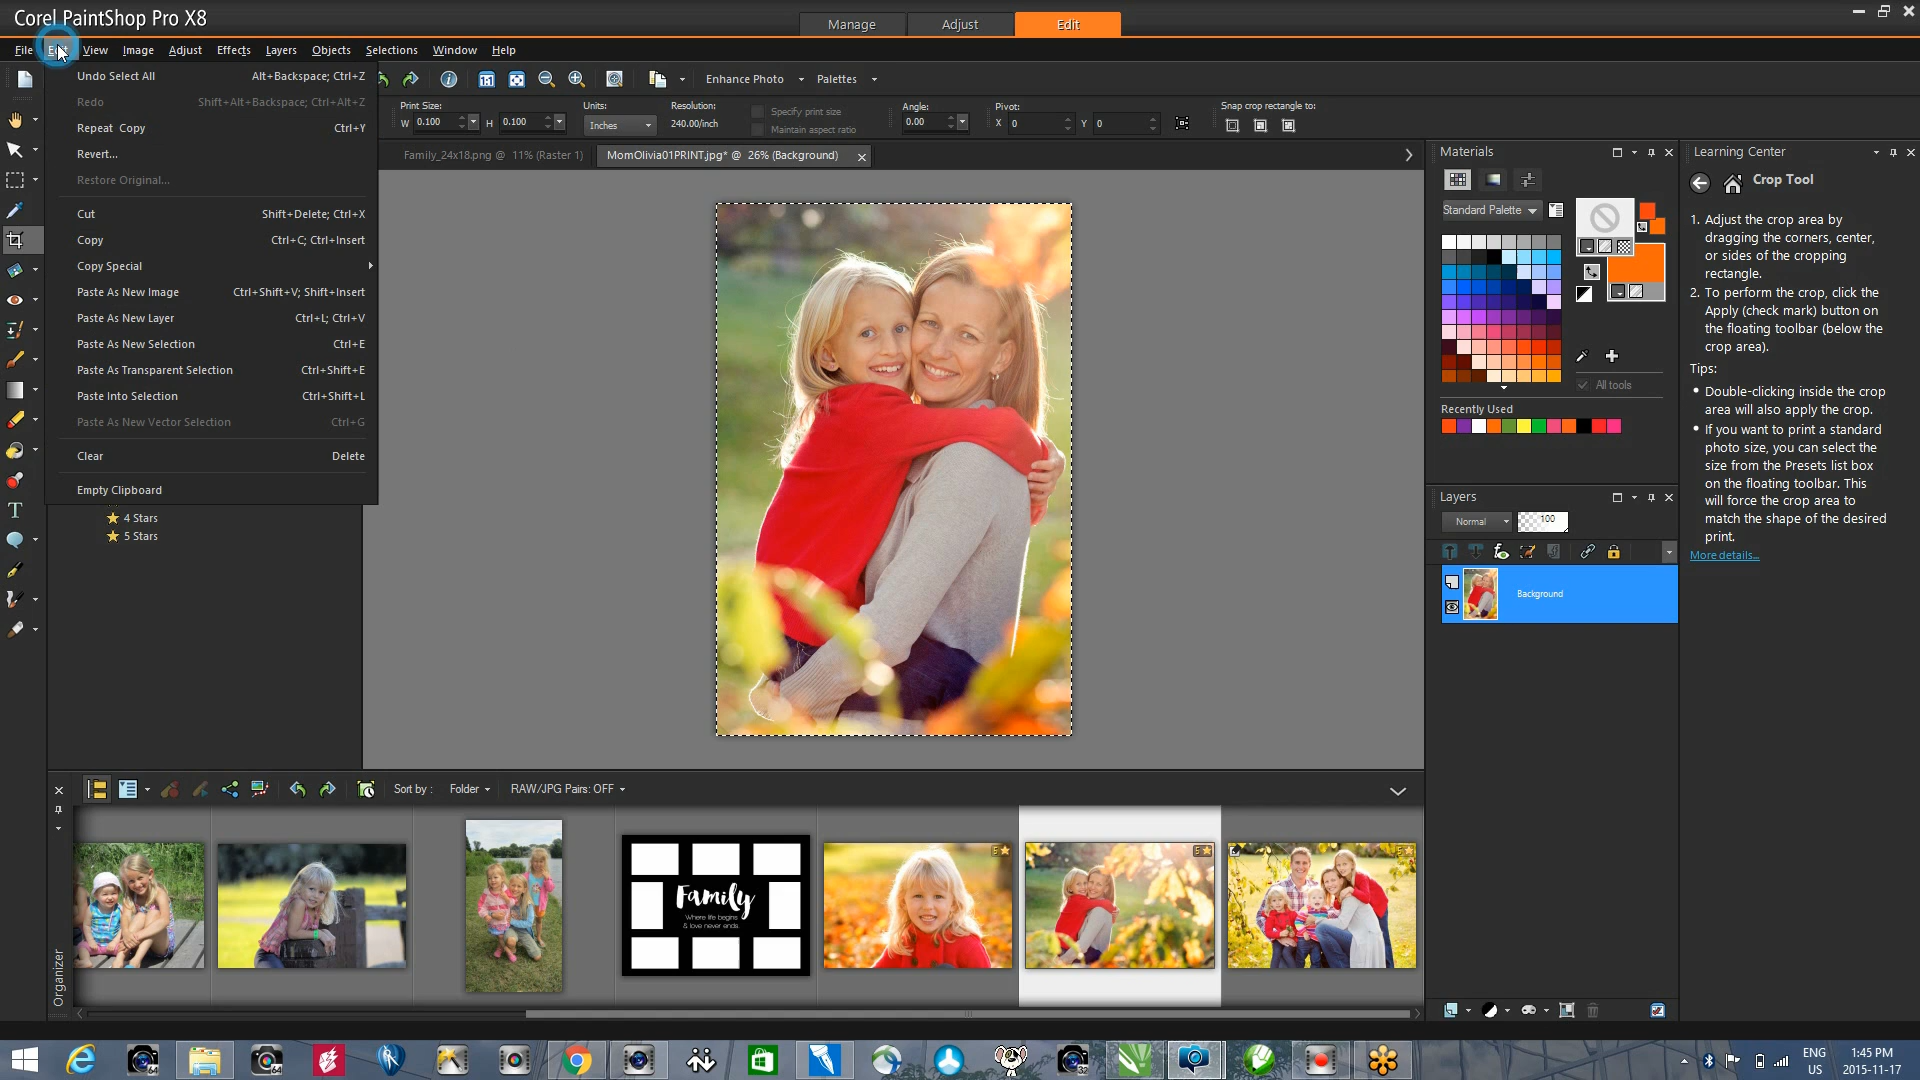 Corel PaintShop Pro X8
Manage Adjust Edit
File Edit View Image Adjust Effects Layers Objects Selections Window Help
Enhance Photo Palettes
Undo Select All Alt+Backspace; Ctrl+Z
Redo Shift+Alt+Backspace; Ctrl+Alt+Z
Repeat Copy Ctrl+Y
Revert...
Restore Original...
Cut Shift+Delete; Ctrl+X
Copy Ctrl+C; Ctrl+Insert
Copy Special
Paste As New Image Ctrl+Shift+V; Shift+Insert
Paste As New Layer Ctrl+L; Ctrl+V
Paste As New Selection Ctrl+E
Paste As Transparent Selection Ctrl+Shift+E
Paste Into Selection Ctrl+Shift+L
Paste As New Vector Selection Ctrl+G
Clear Delete
Empty Clipboard
4 Stars
5 Stars
Print Size: Units: Resolution: Specify print size Angle: Pivot: Snap crop rectangle to:
W 0.100 H 0.100 Inches 240.00/inch Maintain aspect ratio 0.00 X 0 Y 0
Family_24x18.png @ 11% (Raster 1) MomOlivia01PRINT.jpg* @ 26% (Background)
Materials
Standard Palette
All tools
Recently Used
Layers
Normal 100
Background
Learning Center
Crop Tool
1. Adjust the crop area by
dragging the corners, center,
or sides of the cropping
rectangle.
2. To perform the crop, click the
Apply (check mark) button on
the floating toolbar (below the
crop area).
Tips:
• Double-clicking inside the crop
area will also apply the crop.
• If you want to print a standard
photo size, you can select the
size from the Presets list box
on the floating toolbar. This
will force the crop area to
match the shape of the desired
print.
More details...
Sort by : Folder RAW/JPG Pairs: OFF
Organizer
Family
Where life begins
& love never ends.
5
5
5
64
64
32
ENG
US
1:45 PM
2015-11-17